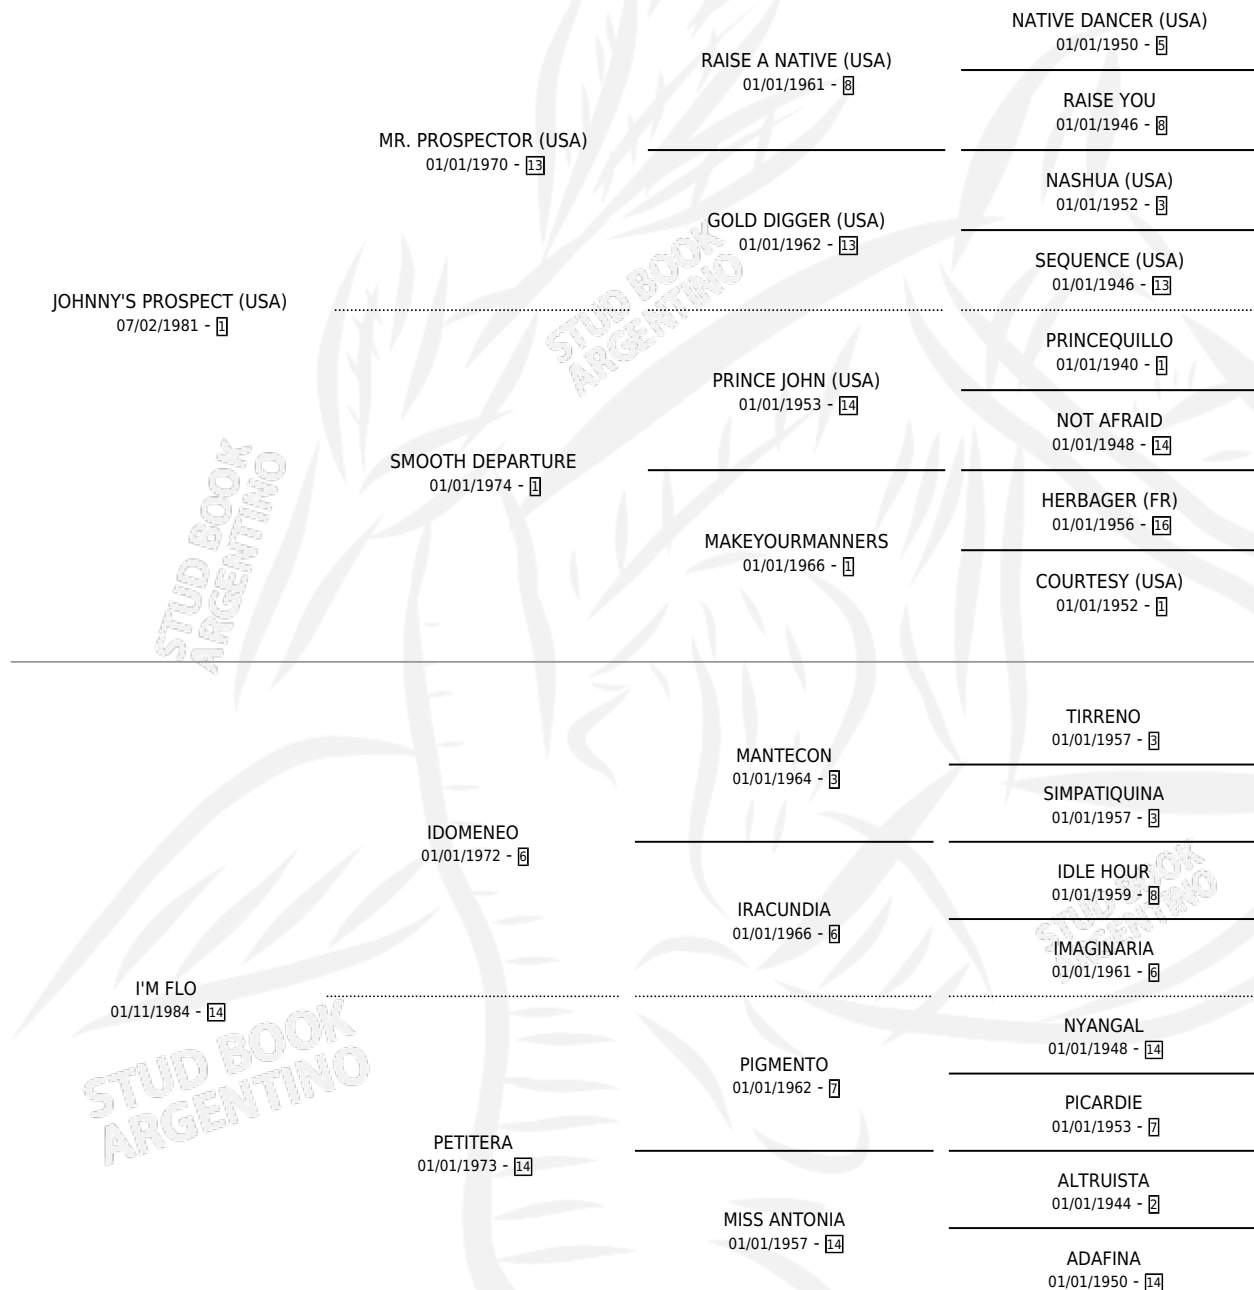 NATIVE DANCER (USA)
01/01/1950 - 5
RAISE A NATIVE (USA)
01/01/1961 - 8
RAISE YOU
01/01/1946 - 8
MR. PROSPECTOR (USA)
01/01/1970 - 13
NASHUA (USA)
01/01/1952 - 3
GOLD DIGGER (USA)
01/01/1962 - 13
SEQUENCE (USA)
01/01/1946 - 13
JOHNNY'S PROSPECT (USA)
07/02/1981 - 1
PRINCEQUILLO
01/01/1940 - 1
PRINCE JOHN (USA)
01/01/1953 - 14
NOT AFRAID
01/01/1948 - 14
SMOOTH DEPARTURE
01/01/1974 - 1
HERBAGER (FR)
01/01/1956 - 16
MAKEYOURMANNERS
01/01/1966 - 1
COURTESY (USA)
01/01/1952 - 1
TIRRENO
01/01/1957 - 3
MANTECON
01/01/1964 - 3
SIMPATIQUINA
01/01/1957 - 3
IDOMENEO
01/01/1972 - 6
IDLE HOUR
01/01/1959 - 8
IRACUNDIA
01/01/1966 - 6
IMAGINARIA
01/01/1961 - 6
I'M FLO
01/11/1984 - 14
NYANGAL
01/01/1948 - 14
PIGMENTO
01/01/1962 - 7
PICARDIE
01/01/1953 - 7
PETITERA
01/01/1973 - 14
ALTRUISTA
01/01/1944 - 2
MISS ANTONIA
01/01/1957 - 14
ADAFINA
01/01/1950 - 14
STUD BOOK
ARGENTINO
STUD BOOK
ARGENTINO
STUD BOOK
ARGENTINO
STUD BOOK
ARGENTINO